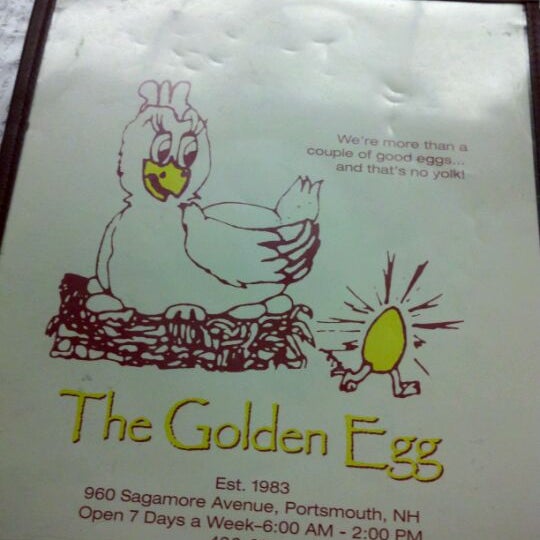 We're more than a
couple of good eggs...
and that's no yolk!
The Golden Egg
Est. 1983
960 Sagamore Avenue, Portsmouth, NH
Open 7 Days a Week–6:00 AM - 2:00 PM